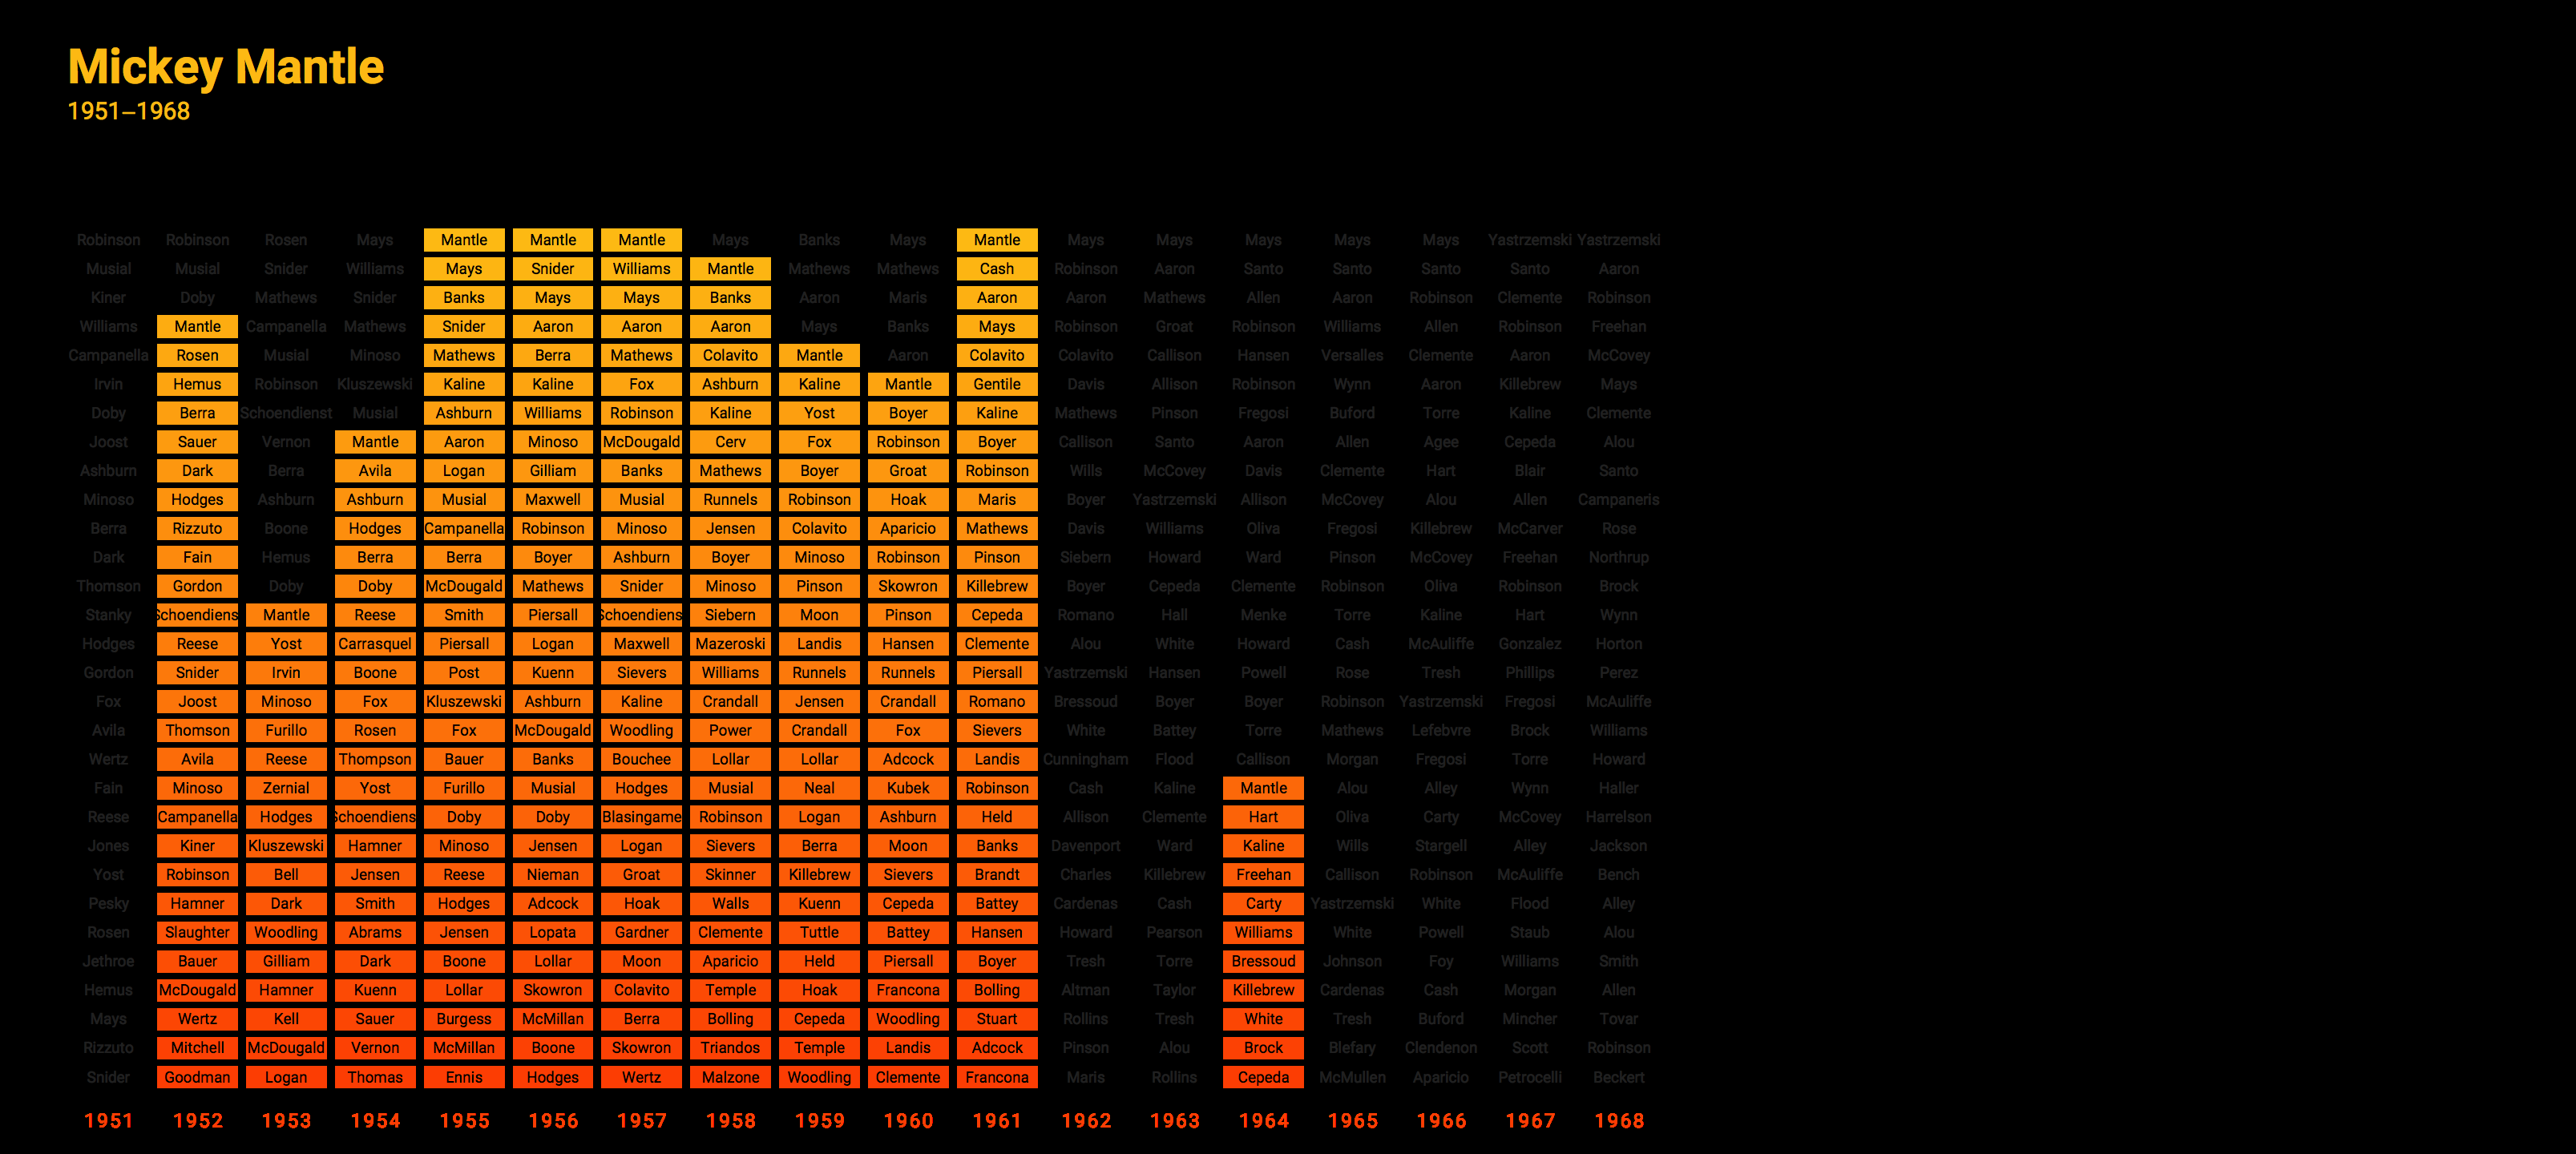 Mickey Mantle
1951–1968
Robinson Robinson Rosen Mays Mantle Mantle Mantle Mays Banks Mays Mantle Mays Mays Mays Mays Mays Yastrzemski Yastrzemski
Musial Musial Snider Williams Mays Snider Williams Mantle Mathews Mathews Cash Robinson Aaron Santo Santo Santo Santo Aaron
Kiner Doby Mathews Snider Banks Mays Mays Banks Aaron Maris Aaron Aaron Mathews Allen Aaron Robinson Clemente Robinson
Williams Mantle Campanella Mathews Snider Aaron Aaron Aaron Mays Banks Mays Robinson Groat Robinson Williams Allen Robinson Freehan
Campanella Rosen Musial Minoso Mathews Berra Mathews Colavito Mantle Aaron Colavito Colavito Callison Hansen Versalles Clemente Aaron McCovey
Irvin Hemus Robinson Kluszewski Kaline Kaline Fox Ashburn Kaline Mantle Gentile Davis Allison Robinson Wynn Aaron Killebrew Mays
Doby Berra Schoendienst Musial Ashburn Williams Robinson Kaline Yost Boyer Kaline Mathews Pinson Fregosi Buford Torre Kaline Clemente
Joost Sauer Vernon Mantle Aaron Minoso McDougald Cerv Fox Robinson Boyer Callison Santo Aaron Allen Agee Cepeda Alou
Ashburn Dark Berra Avila Logan Gilliam Banks Mathews Boyer Groat Robinson Wills McCovey Davis Clemente Hart Blair Santo
Minoso Hodges Ashburn Ashburn Musial Maxwell Musial Runnels Robinson Hoak Maris Boyer Yastrzemski Allison McCovey Alou Allen Campaneris
Berra Rizzuto Boone Hodges Campanella Robinson Minoso Jensen Colavito Aparicio Mathews Davis Williams Oliva Fregosi Killebrew McCarver Rose
Dark Fain Hemus Berra Berra Boyer Ashburn Boyer Minoso Robinson Pinson Siebern Howard Ward Pinson McCovey Freehan Northrup
Thomson Gordon Doby Doby McDougald Mathews Snider Minoso Pinson Skowron Killebrew Boyer Cepeda Clemente Robinson Oliva Robinson Brock
Stanky Schoendiens Mantle Reese Smith Piersall Schoendiens Siebern Moon Pinson Cepeda Romano Hall Menke Torre Kaline Hart Wynn
Hodges Reese Yost Carrasquel Piersall Logan Maxwell Mazeroski Landis Hansen Clemente Alou White Howard Cash McAuliffe Gonzalez Horton
Gordon Snider Irvin Boone Post Kuenn Sievers Williams Runnels Runnels Piersall Yastrzemski Hansen Powell Rose Tresh Phillips Perez
Fox Joost Minoso Fox Kluszewski Ashburn Kaline Crandall Jensen Crandall Romano Bressoud Boyer Boyer Robinson Yastrzemski Fregosi McAuliffe
Avila Thomson Furillo Rosen Fox McDougald Woodling Power Crandall Fox Sievers White Battey Torre Mathews Lefebvre Brock Williams
Wertz Avila Reese Thompson Bauer Banks Bouchee Lollar Lollar Adcock Landis Cunningham Flood Callison Morgan Fregosi Torre Howard
Fain Minoso Zernial Yost Furillo Musial Hodges Musial Neal Kubek Robinson Cash Kaline Mantle Alou Alley Wynn Haller
Reese Campanella Hodges Schoendiens Doby Doby Blasingame Robinson Logan Ashburn Held Allison Clemente Hart Oliva Carty McCovey Harrelson
Jones Kiner Kluszewski Hamner Minoso Jensen Logan Sievers Berra Moon Banks Davenport Ward Kaline Wills Stargell Alley Jackson
Yost Robinson Bell Jensen Reese Nieman Groat Skinner Killebrew Sievers Brandt Charles Killebrew Freehan Callison Robinson McAuliffe Bench
Pesky Hamner Dark Smith Hodges Adcock Hoak Walls Kuenn Cepeda Battey Cardenas Cash Carty Yastrzemski White Flood Alley
Rosen Slaughter Woodling Abrams Jensen Lopata Gardner Clemente Tuttle Battey Hansen Howard Pearson Williams White Powell Staub Alou
Jethroe Bauer Gilliam Dark Boone Lollar Moon Aparicio Held Piersall Boyer Tresh Torre Bressoud Johnson Foy Williams Smith
Hemus McDougald Hamner Kuenn Lollar Skowron Colavito Temple Hoak Francona Bolling Altman Taylor Killebrew Cardenas Cash Morgan Allen
Mays Wertz Kell Sauer Burgess McMillan Berra Bolling Cepeda Woodling Stuart Rollins Tresh White Tresh Buford Mincher Tovar
Rizzuto Mitchell McDougald Vernon McMillan Boone Skowron Triandos Temple Landis Adcock Pinson Alou Brock Blefary Clendenon Scott Robinson
Snider Goodman Logan Thomas Ennis Hodges Wertz Malzone Woodling Clemente Francona Maris Rollins Cepeda McMullen Aparicio Petrocelli Beckert
1951 1952 1953 1954 1955 1956 1957 1958 1959 1960 1961 1962 1963 1964 1965 1966 1967 1968